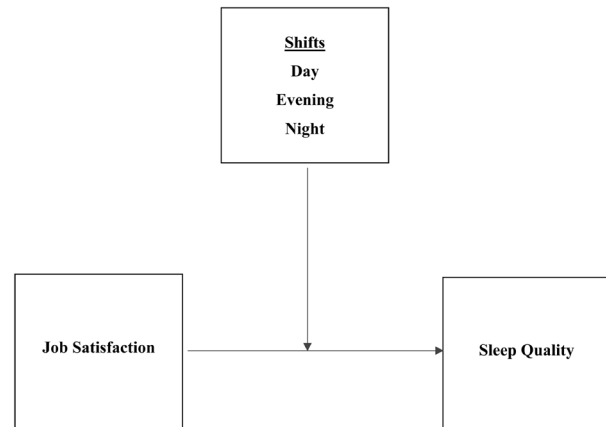 Shifts
Day
Evening
Night
Job Satisfaction
Sleep Quality